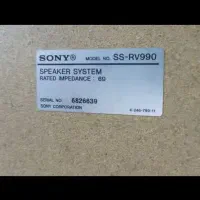 SONY® MODEL NO. SS-RV990
SPEAKER SYSTEM
RATED IMPEDANCE : 6Ω
SERIAL NO 6826639
SONY CORPORATION